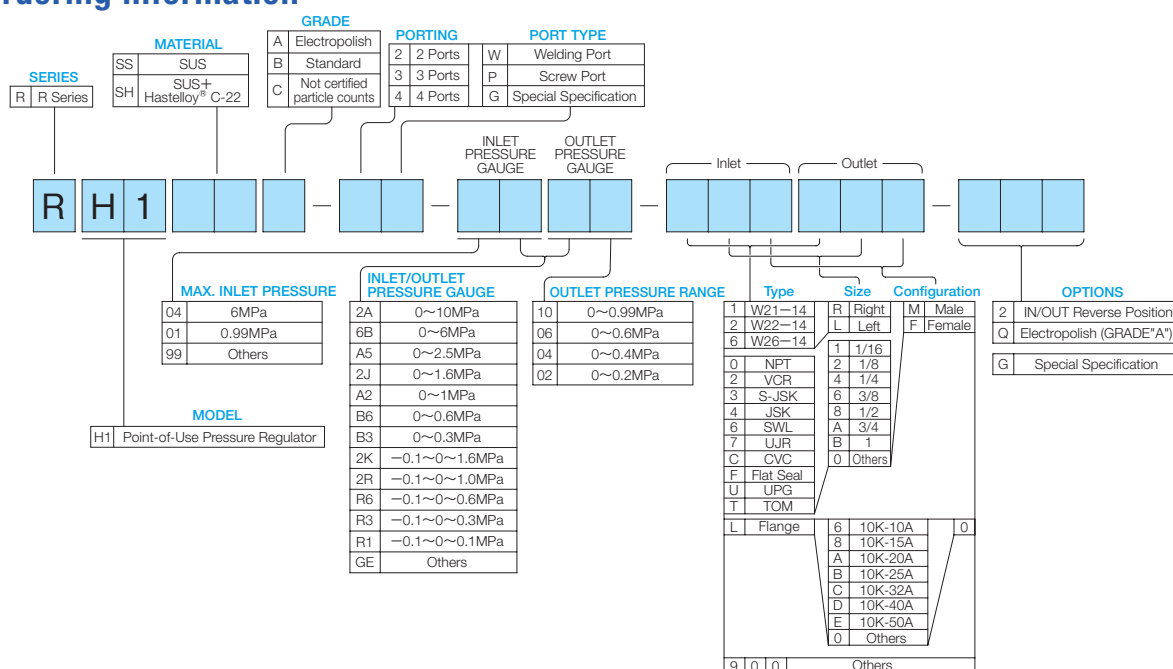 GRADE
A Electropolish
B Standard
C Not certified particle counts
PORTING
2 2 Ports
3 3 Ports
4 4 Ports
PORT TYPE
W Welding Port
P Screw Port
G Special Specification
MATERIAL
SS SUS
SH SUS+ Hastelloy® C-22
SERIES
R R Series
INLET PRESSURE GAUGE
OUTLET PRESSURE GAUGE
Inlet
Outlet
R H 1 — — — —
MAX. INLET PRESSURE
04 6MPa
01 0.99MPa
99 Others
MODEL
H1 Point-of-Use Pressure Regulator
INLET/OUTLET
PRESSURE GAUGE
2A 0～10MPa
6B 0～6MPa
A5 0～2.5MPa
2J 0～1.6MPa
A2 0～1MPa
B6 0～0.6MPa
B3 0～0.3MPa
2K −0.1～0～1.6MPa
2R −0.1～0～1.0MPa
R6 −0.1～0～0.6MPa
R3 −0.1～0～0.3MPa
R1 −0.1～0～0.1MPa
GE Others
OUTLET PRESSURE RANGE
10 0～0.99MPa
06 0～0.6MPa
04 0～0.4MPa
02 0～0.2MPa
Type
1 W21−14
2 W22−14
6 W26−14
0 NPT
2 VCR
3 S-JSK
4 JSK
6 SWL
7 UJR
C CVC
F Flat Seal
U UPG
T TOM
L Flange
Size
R Right
L Left
1 1/16
2 1/8
4 1/4
6 3/8
8 1/2
A 3/4
B 1
0 Others
6 10K-10A
8 10K-15A
A 10K-20A
B 10K-25A
C 10K-32A
D 10K-40A
E 10K-50A
0 Others
Configuration
M Male
F Female
0
9 0 0 Others
OPTIONS
2 IN/OUT Reverse Position
Q Electropolish (GRADE"A")
G Special Specification